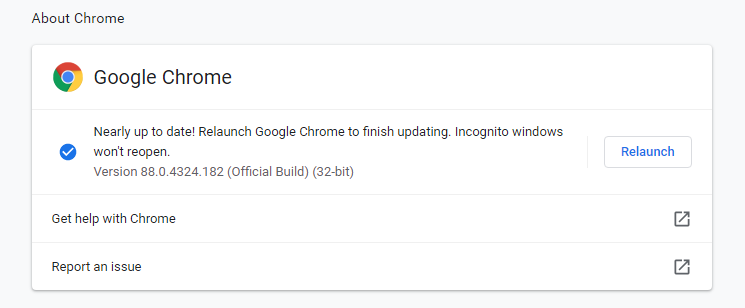 About Chrome
Google Chrome
Nearly up to date! Relaunch Google Chrome to finish updating. Incognito windows
won't reopen.
Version 88.0.4324.182 (Official Build) (32-bit)
Relaunch
Get help with Chrome
Report an issue